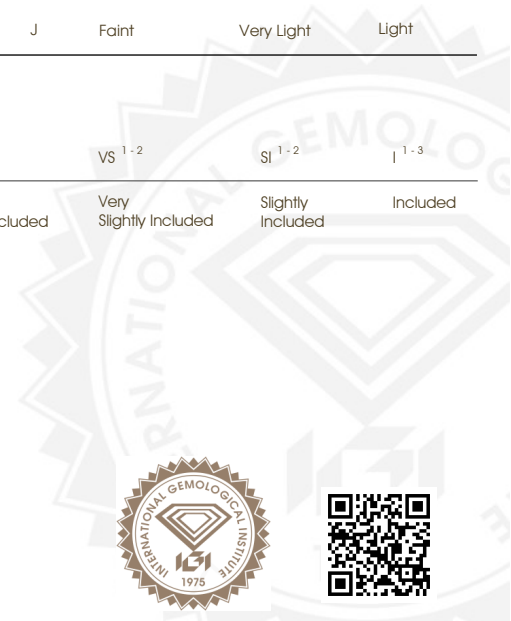 J Faint Very Light Light
VS 1 - 2 SI 1 - 2 I 1 - 3
Very Slightly Included
cluded Slightly Included Included
INTERNATIONAL GEMOLOGICAL INSTITUTE
IGI
1975